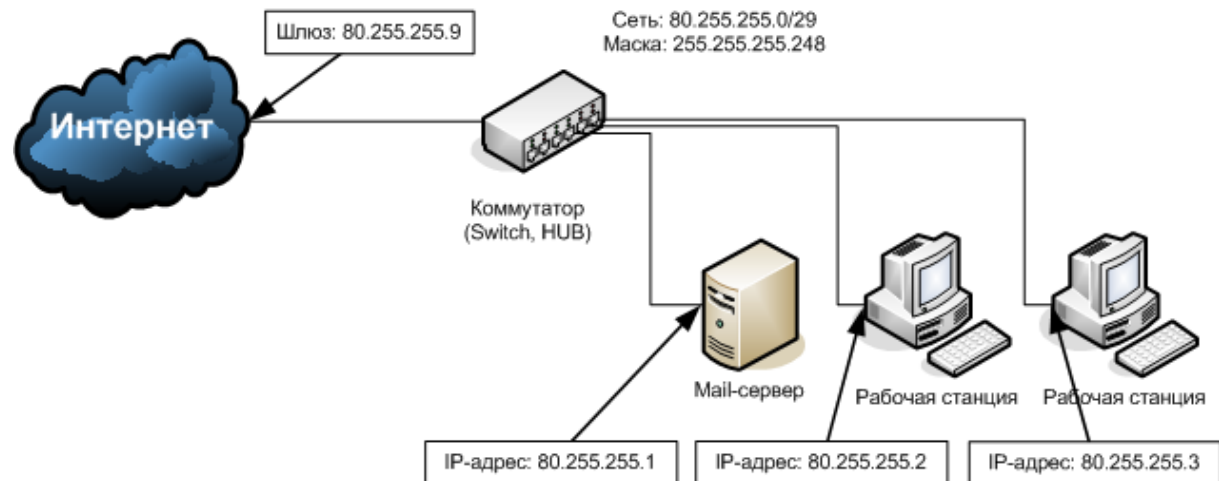 Шлюз: 80.255.255.9
Сеть: 80.255.255.0/29
Маска: 255.255.255.248
Интернет
Коммутатор
(Switch, HUB)
Mail-сервер
Рабочая станция
Рабочая станция
IP-адрес: 80.255.255.1
IP-адрес: 80.255.255.2
IP-адрес: 80.255.255.3